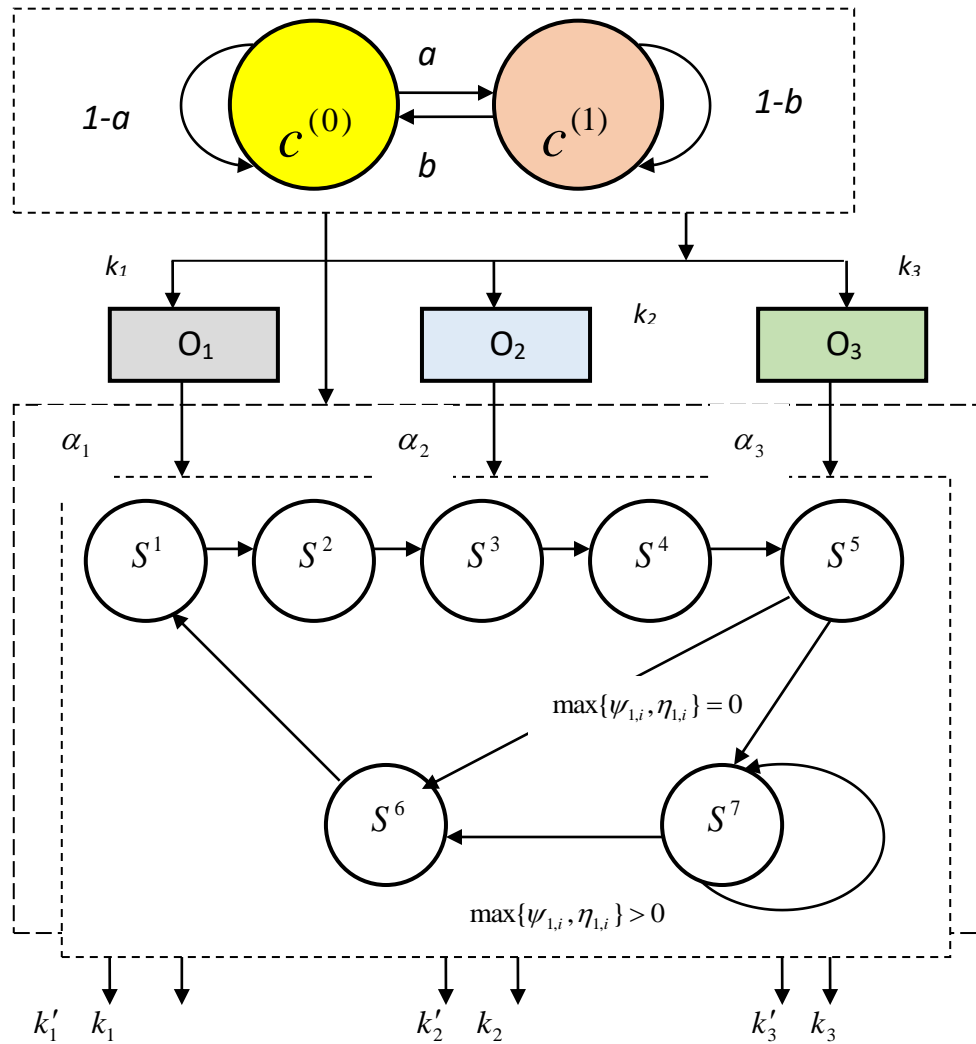 a
1-a
1-b
c^{(0)}
c^{(1)}
b
k₁
k₃
k₂
O₁
O₂
O₃
α₁
α₂
α₃
S¹
S²
S³
S⁴
S⁵
max{ψ₁,ᵢ, η₁,ᵢ} = 0
S⁶
S⁷
max{ψ₁,ᵢ, η₁,ᵢ} > 0
k′₁ k₁ k′₂ k₂ k′₃ k₃